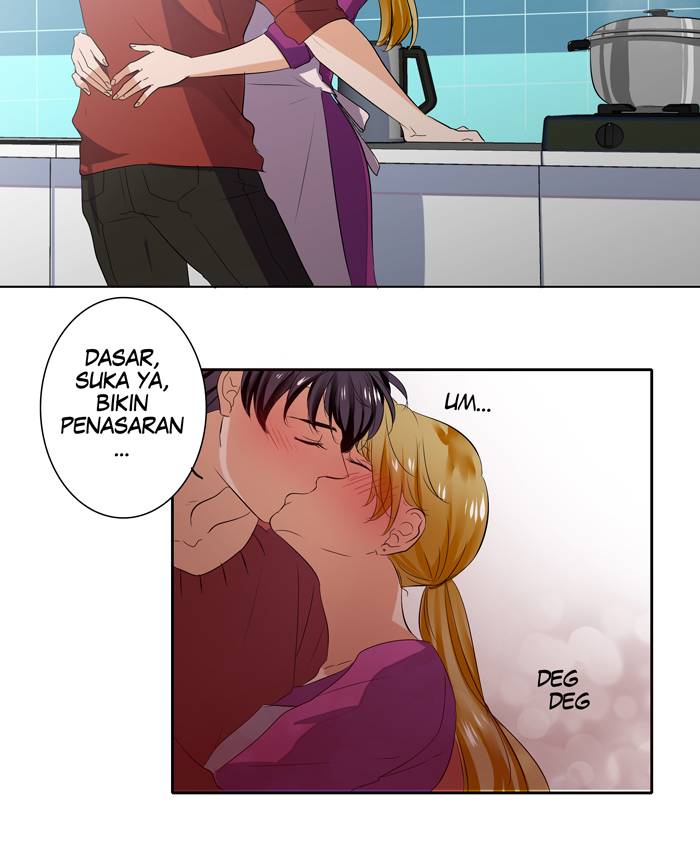 DASAR,
SUKA YA,
BIKIN
PENASARAN
...
UM...
DEG
DEG